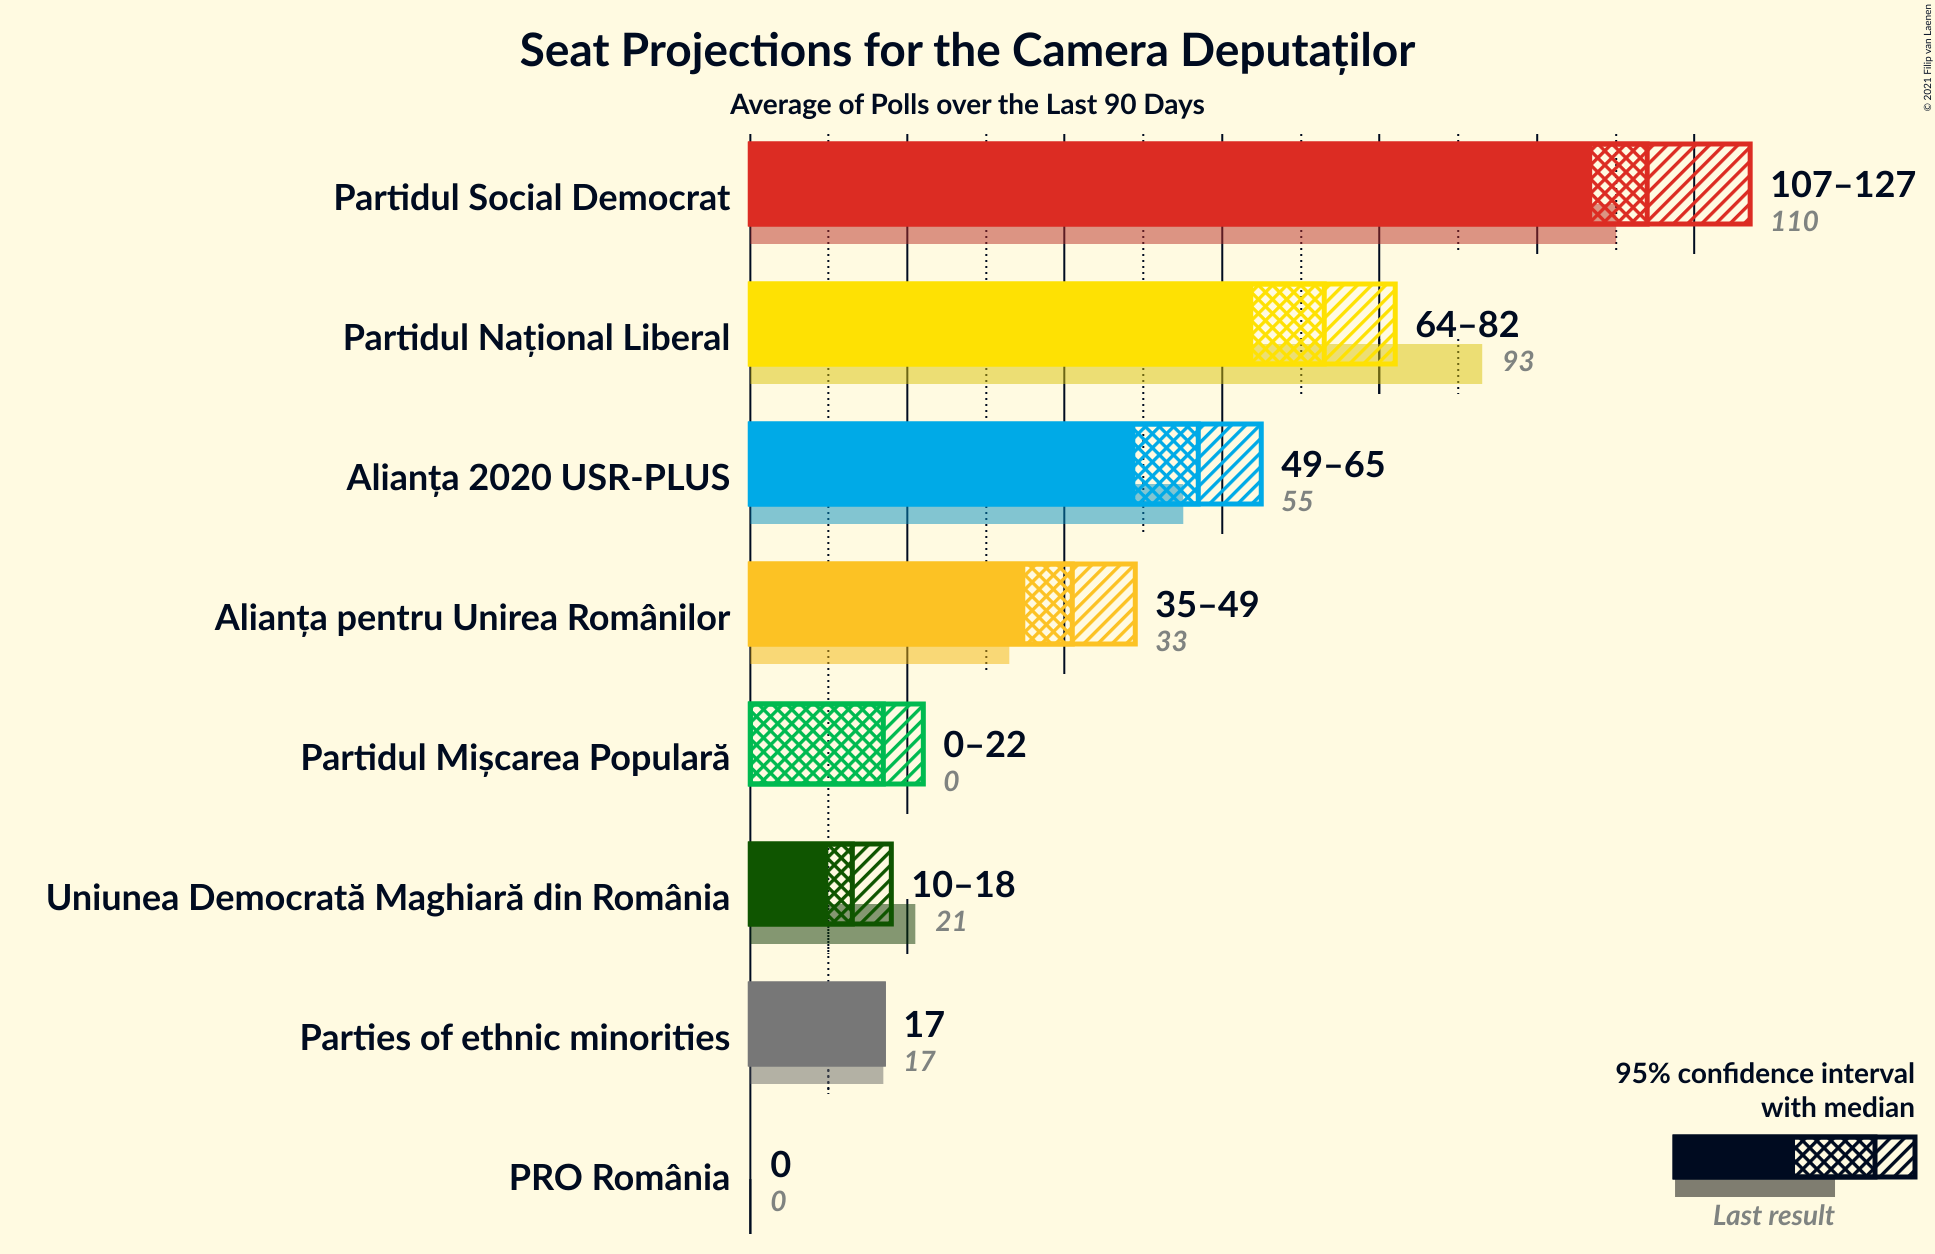 Seat Projections for the Camera Deputaților
Average of Polls over the Last 90 Days
© 2021 Filip van Laenen
Partidul Social Democrat
107–127
110
Partidul Național Liberal
64–82
93
Alianța 2020 USR-PLUS
49–65
55
Alianța pentru Unirea Românilor
35–49
33
Partidul Mișcarea Populară
0–22
0
Uniunea Democrată Maghiară din România
10–18
21
Parties of ethnic minorities
17
17
PRO România
0
0
95% confidence interval
with median
Last result